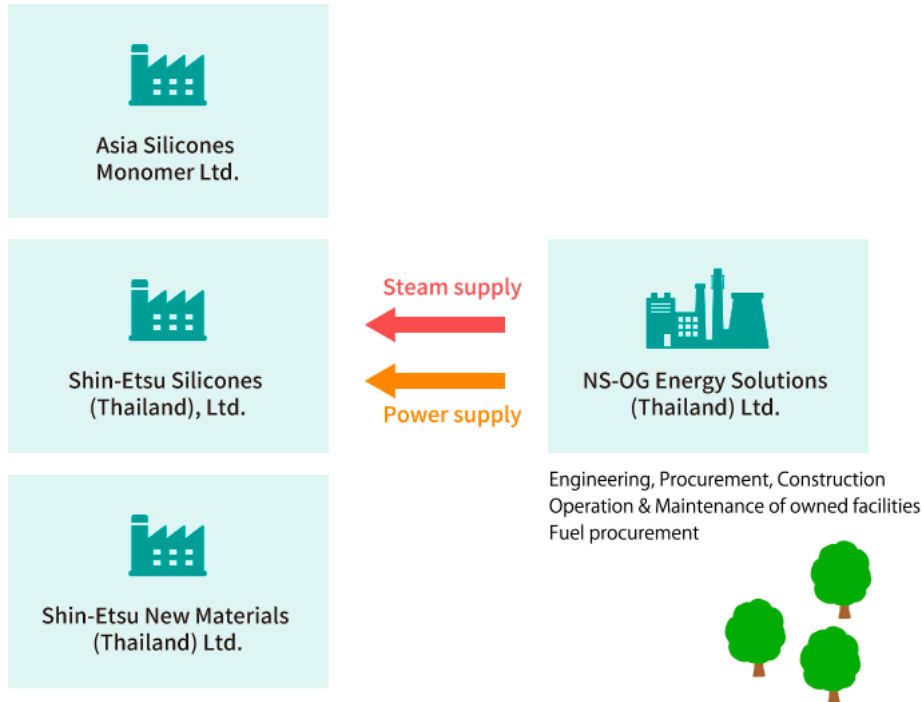 Asia Silicones
Monomer Ltd.
Shin-Etsu Silicones
(Thailand), Ltd.
Shin-Etsu New Materials
(Thailand) Ltd.
Steam supply
Power supply
NS-OG Energy Solutions
(Thailand) Ltd.
Engineering, Procurement, Construction
Operation & Maintenance of owned facilities
Fuel procurement